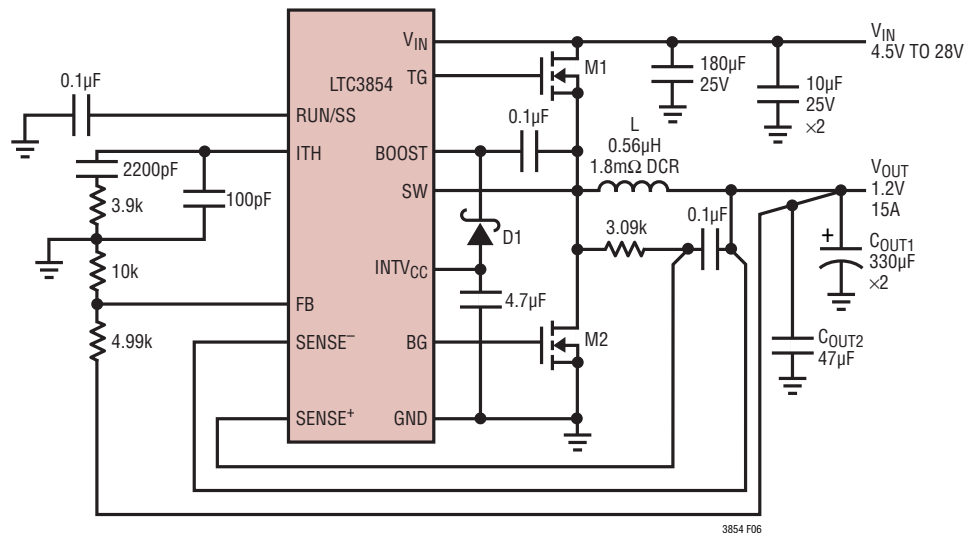 V_IN
4.5V TO 28V
V_IN
TG
M1
180µF
25V
10µF
25V
×2
LTC3854
0.1µF
RUN/SS
0.1µF
ITH
BOOST
L
0.56µH
1.8mΩ DCR
2200pF
3.9k
100pF
SW
V_OUT
1.2V
15A
D1
3.09k
0.1µF
10k
INTV_CC
4.7µF
+
C_OUT1
330µF
×2
FB
4.99k
SENSE⁻
BG
M2
C_OUT2
47µF
SENSE⁺
GND
3854 F06